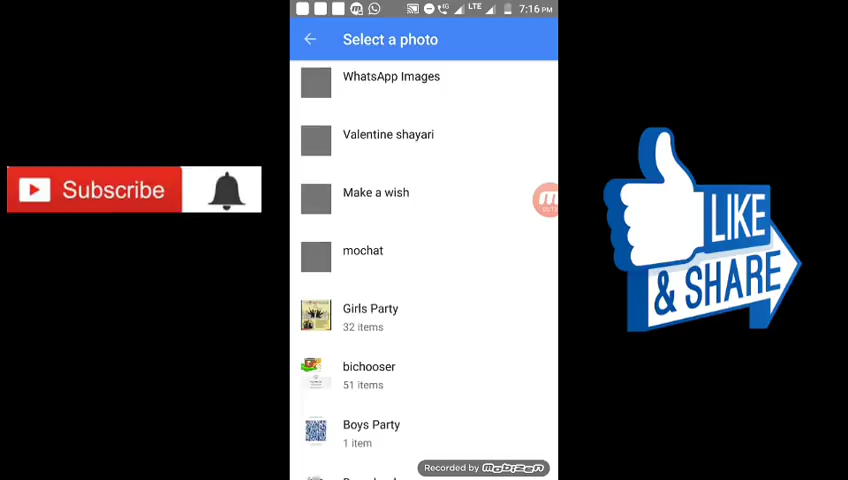 LTE 7:16 PM
Select a photo
WhatsApp Images
Valentine shayari
Make a wish
mochat
Girls Party
32 items
bichooser
51 items
Boys Party
1 item
Recorded by mobizen
Subscribe
LIKE
& SHARE